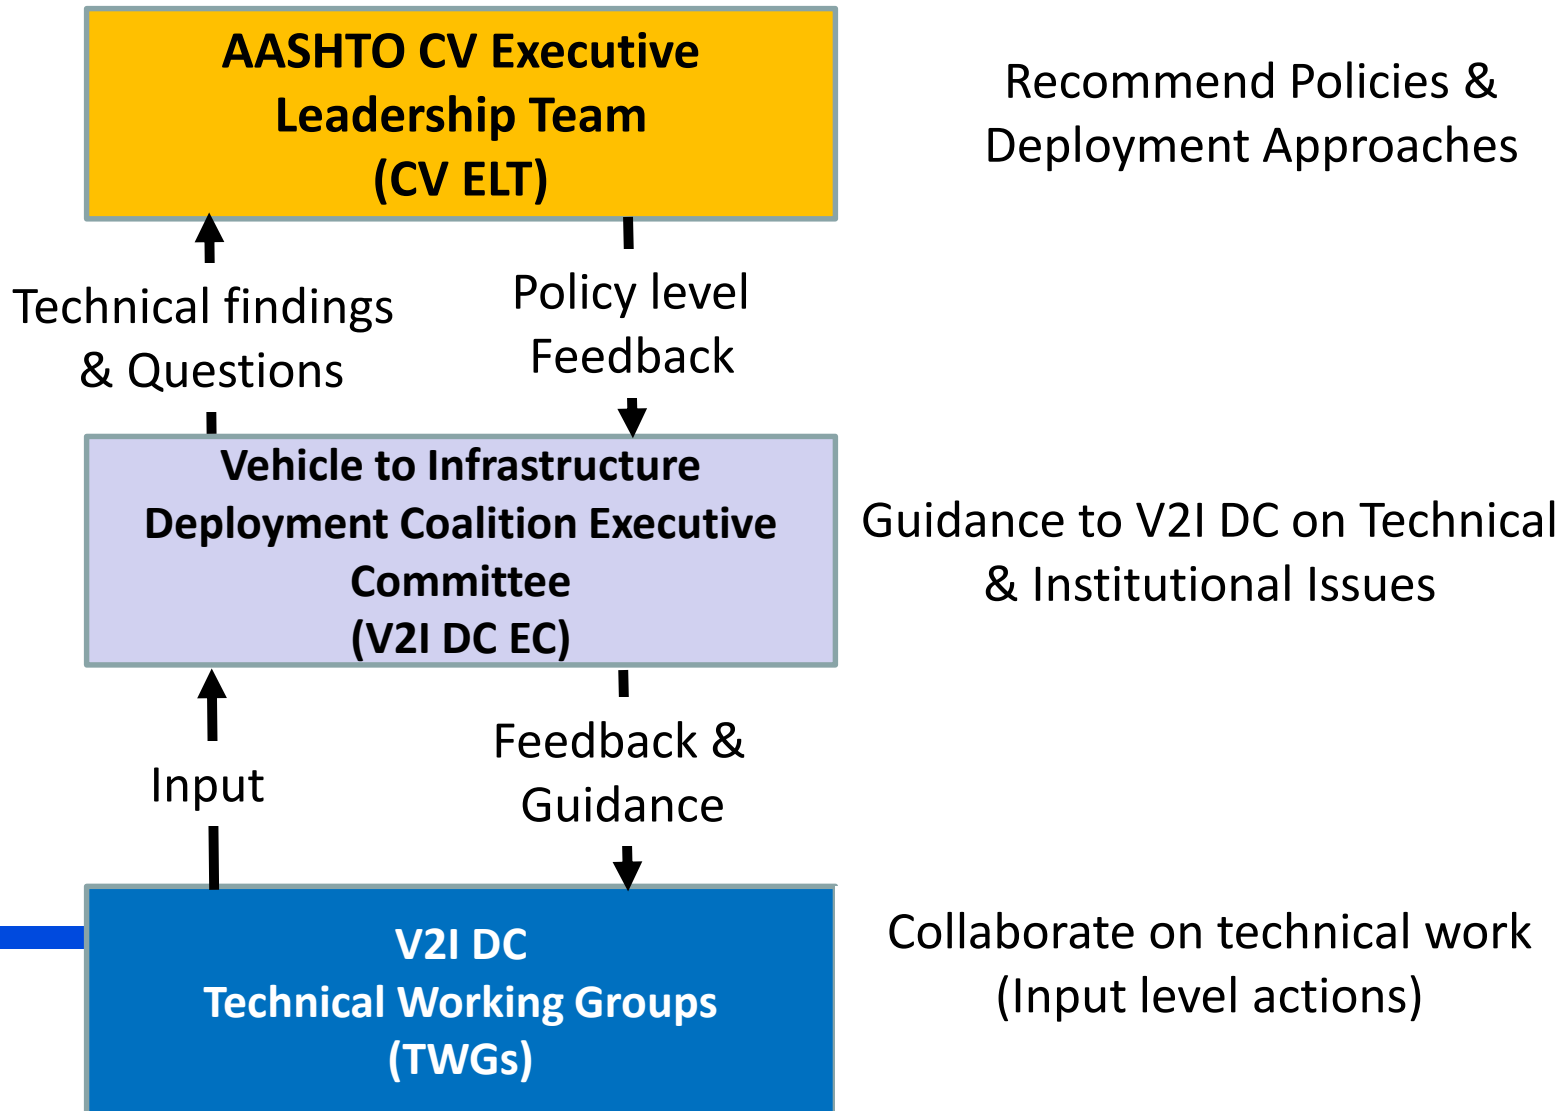 AASHTO CV Executive
Leadership Team
(CV ELT)
Recommend Policies &
Deployment Approaches
Technical findings
& Questions
Policy level
Feedback
Vehicle to Infrastructure
Deployment Coalition Executive
Committee
(V2I DC EC)
Guidance to V2I DC on Technical
& Institutional Issues
Input
Feedback &
Guidance
V2I DC
Technical Working Groups
(TWGs)
Collaborate on technical work
(Input level actions)